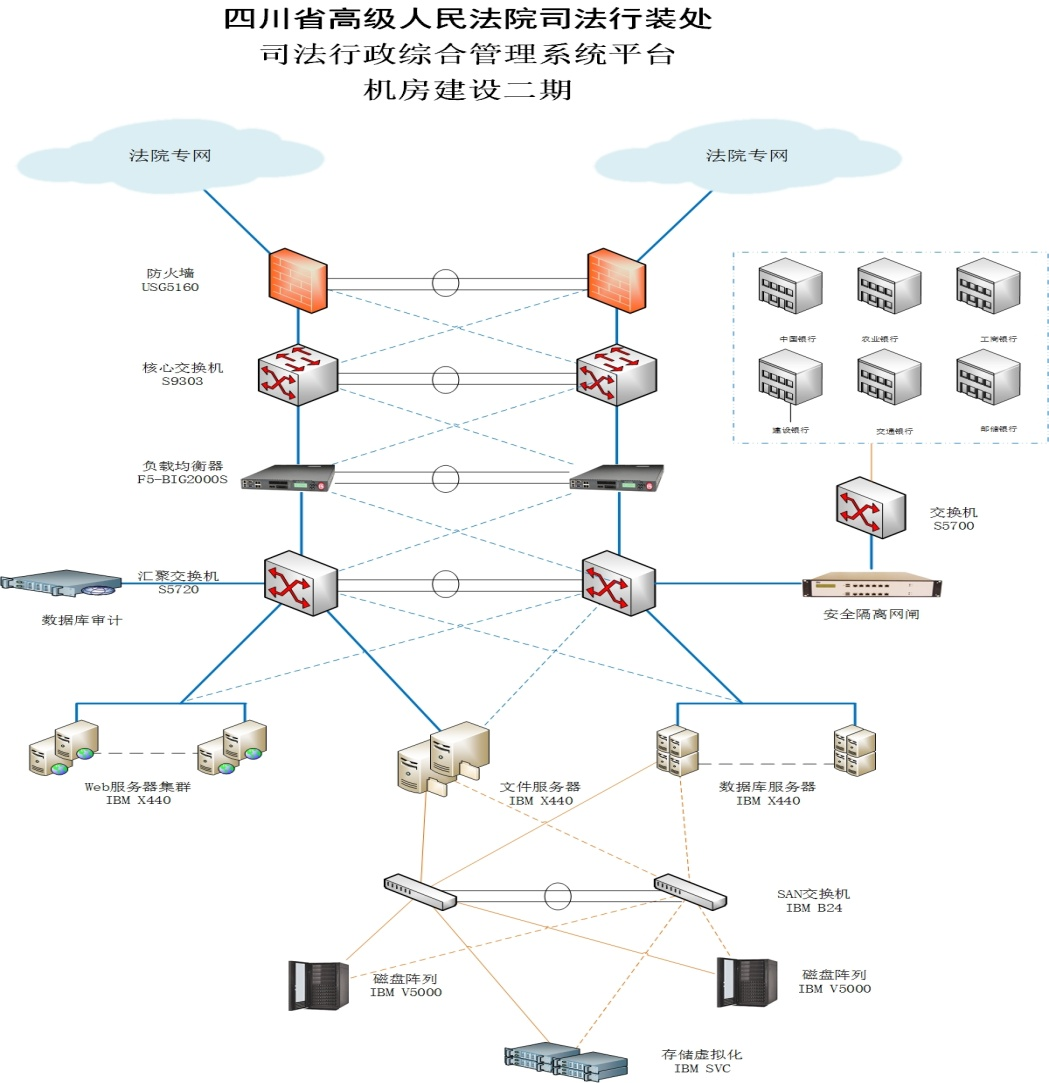 四川省高级人民法院司法行装处
司法行政综合管理系统平台
机房建设二期
法院专网
法院专网
防火墙
USG5160
中国银行
农业银行
工商银行
核心交换机
S9303
建设银行
交通银行
邮储银行
负载均衡器
F5-BIG2000S
交换机
S5700
汇聚交换机
S5720
数据库审计
安全隔离网闸
Web服务器集群
IBM X440
文件服务器
IBM X440
数据库服务器
IBM X440
SAN交换机
IBM B24
磁盘阵列
IBM V5000
磁盘阵列
IBM V5000
存储虚拟化
IBM SVC